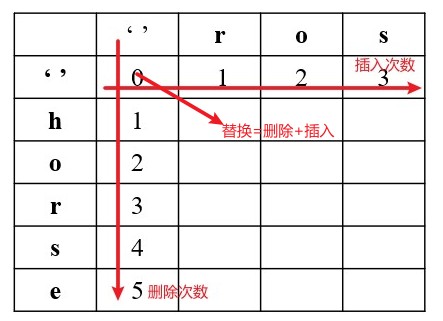 ‘ ’ r o s
插入次数
‘ ’ 0 1 2 3
替换=删除+插入
h 1
o 2
r 3
s 4
e 5 删除次数